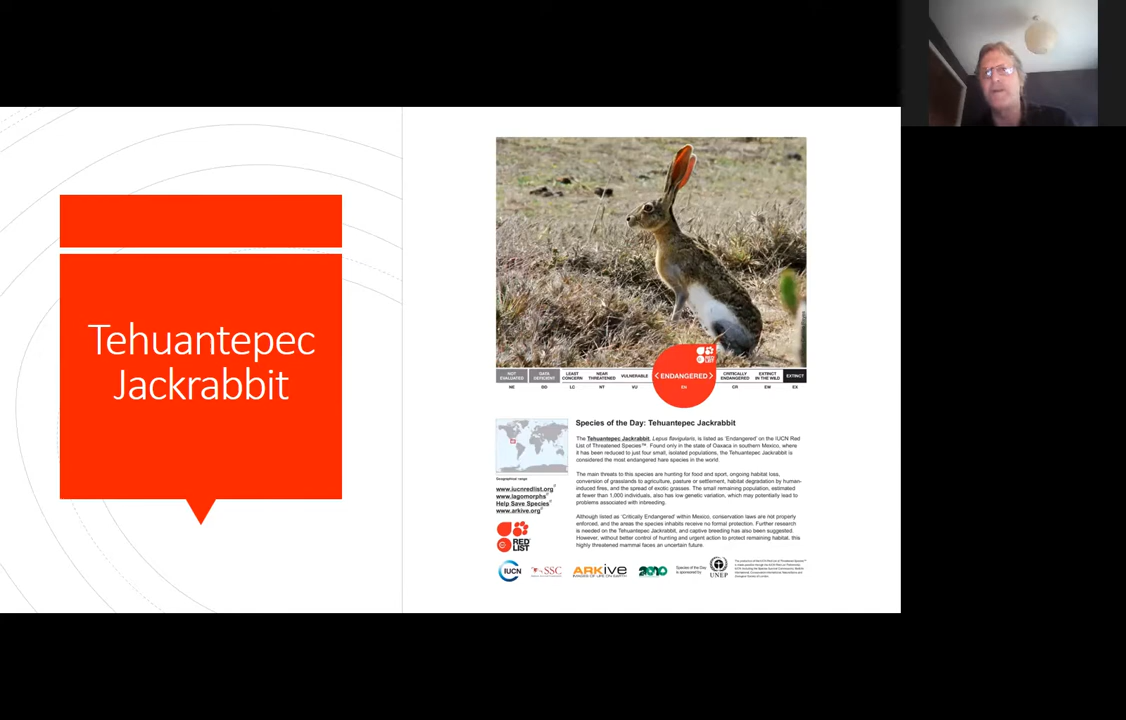 Tehuantepec
Jackrabbit
RED
LIST
NOT
EVALUATED
DATA
DEFICIENT
LEAST
CONCERN
NEAR
THREATENED
VULNERABLE
< ENDANGERED >
CRITICALLY
ENDANGERED
EXTINCT
IN THE WILD
EXTINCT
NE
DD
LC
NT
VU
EN
CR
EW
EX
Species of the Day: Tehuantepec Jackrabbit
The Tehuantepec Jackrabbit, Lepus flavigularis, is listed as 'Endangered' on the IUCN Red
List of Threatened Species™. Found only in the state of Oaxaca in southern Mexico, where
it has been reduced to just four small, isolated populations, the Tehuantepec Jackrabbit is
considered the most endangered hare species in the world.
The main threats to this species are hunting for food and sport, ongoing habitat loss,
conversion of grasslands to agriculture, pasture or settlement, habitat degradation by human-
induced fires, and the spread of exotic grasses. The small remaining population, estimated
at fewer than 1,000 individuals, also has low genetic variation, which may potentially lead to
problems associated with inbreeding.
Although listed as 'Critically Endangered' within Mexico, conservation laws are not properly
enforced, and the areas the species inhabits receive no formal protection. Further research
is needed on the Tehuantepec Jackrabbit, and captive breeding has also been suggested.
However, without better control of hunting and urgent action to protect remaining habitat, this
highly threatened mammal faces an uncertain future.
Geographical range
www.iucnredlist.org
www.lagomorphs
Help Save Species
www.arkive.org
RED
LIST
IUCN
SSC
ARKive
IMAGES OF LIFE ON EARTH
2010
Species of the Day
is sponsored by
UNEP